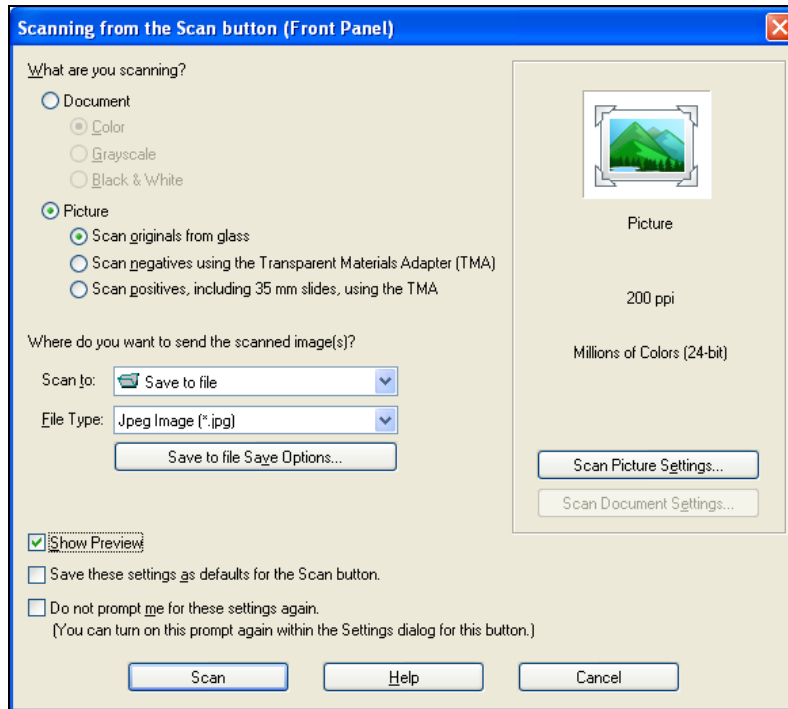 Scanning from the Scan button (Front Panel)
What are you scanning?
Document
Color
Grayscale
Black & White
Picture
Scan originals from glass
Scan negatives using the Transparent Materials Adapter (TMA)
Scan positives, including 35 mm slides, using the TMA
Where do you want to send the scanned image(s)?
Scan to: Save to file
File Type: Jpeg Image (*.jpg)
Save to file Save Options...
Picture
200 ppi
Millions of Colors (24-bit)
Scan Picture Settings...
Scan Document Settings...
Show Preview
Save these settings as defaults for the Scan button.
Do not prompt me for these settings again.
(You can turn on this prompt again within the Settings dialog for this button.)
Scan Help Cancel